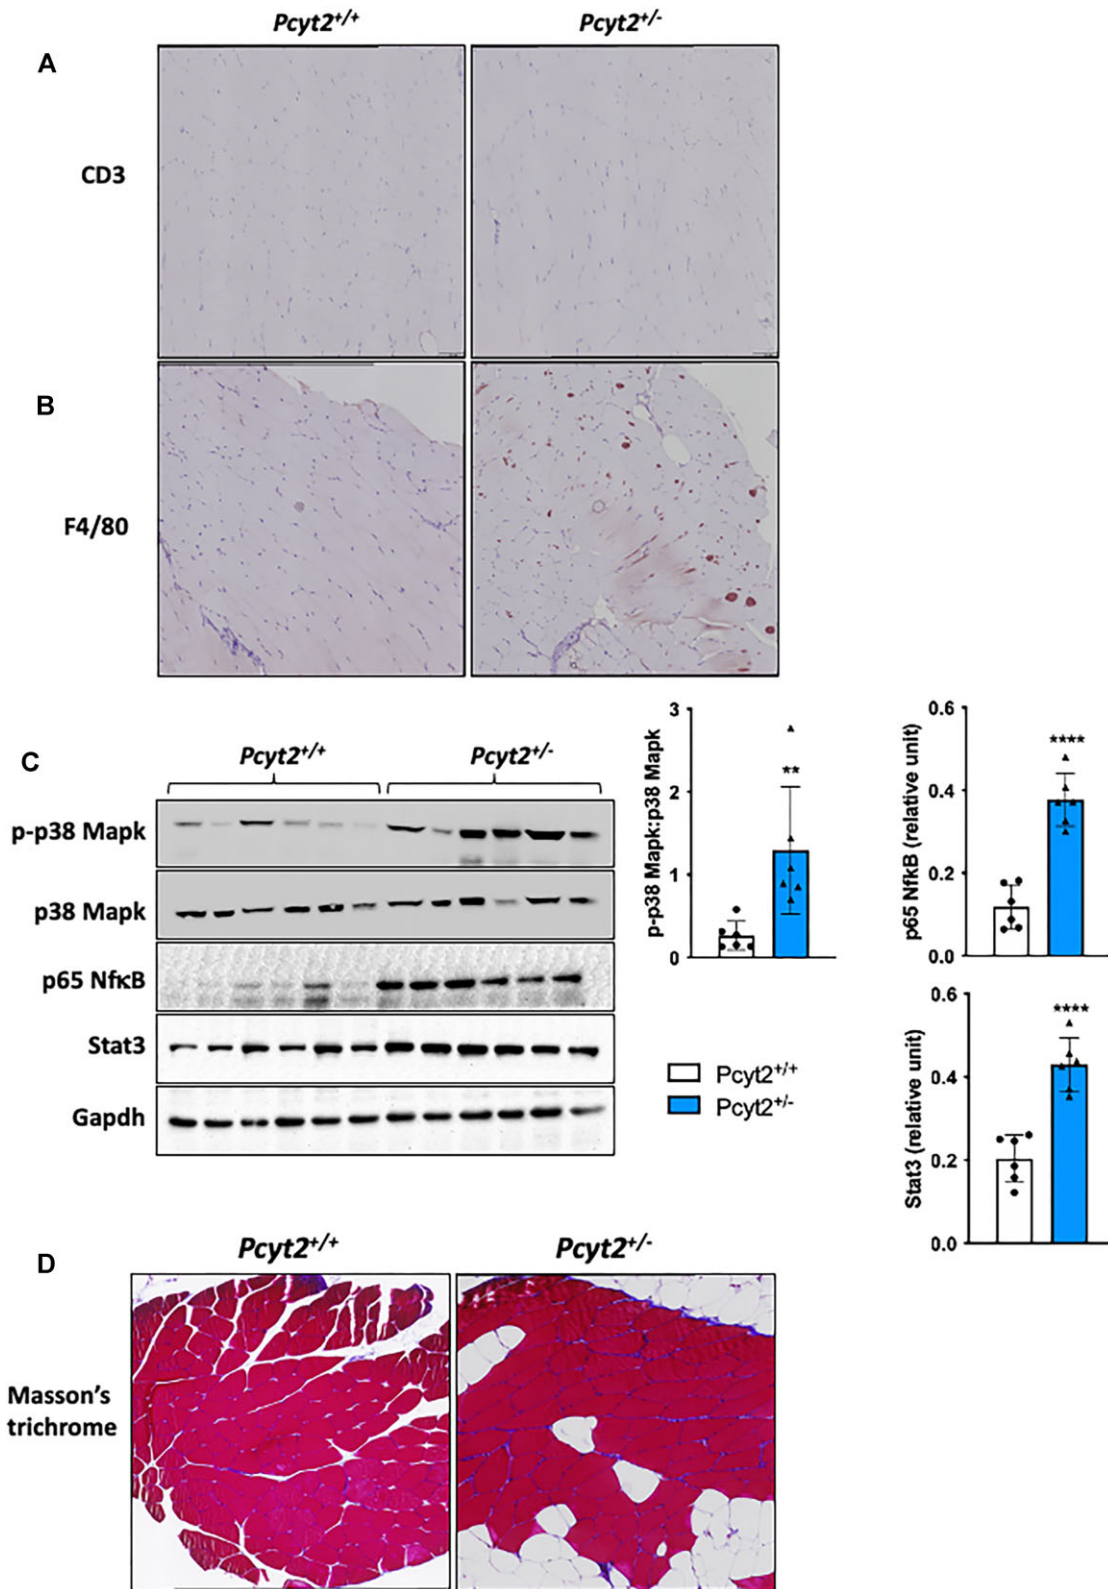 Pcyt2+/+ Pcyt2+/-
A
CD3
B
F4/80
C
Pcyt2+/+ Pcyt2+/-
p-p38 Mapk
p38 Mapk
p65 NfκB
Stat3
Gapdh
p-p38 Mapk:p38 Mapk
3
2
1
0
**
p65 NfkB (relative unit)
0.6
0.4
0.2
0.0
****
Pcyt2+/+
Pcyt2+/-
Stat3 (relative unit)
0.6
0.4
0.2
0.0
****
D
Pcyt2+/+ Pcyt2+/-
Masson's
trichrome